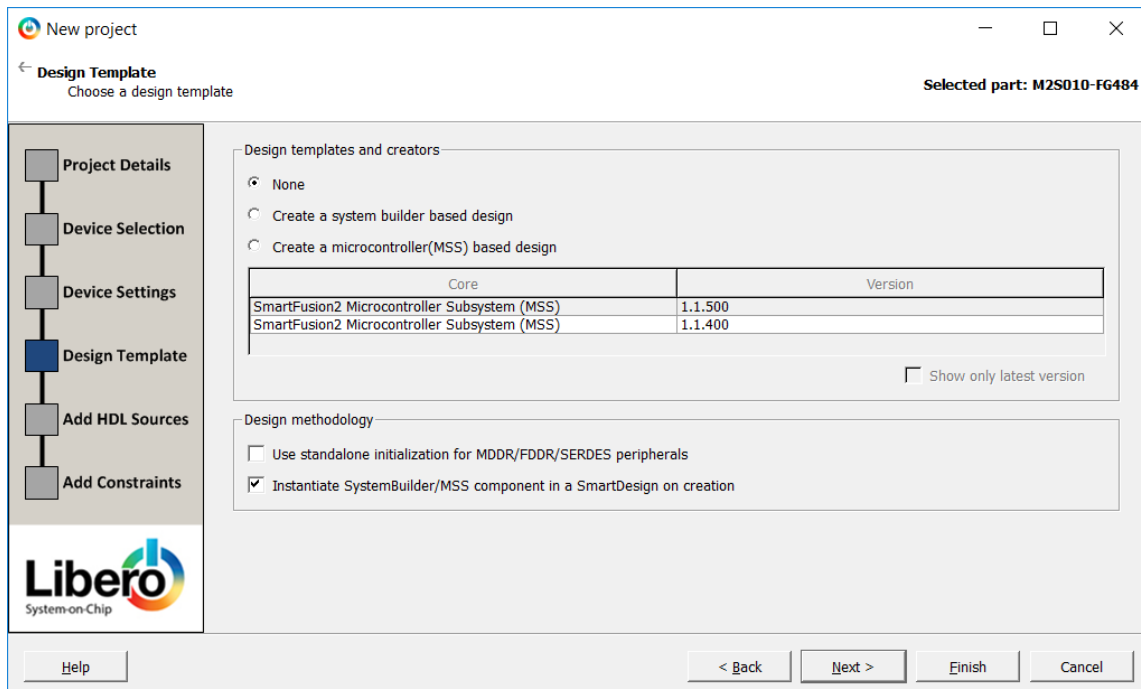 New project
Design Template
Choose a design template
Selected part: M2S010-FG484
Project Details
Device Selection
Device Settings
Design Template
Add HDL Sources
Add Constraints
Libero
System-on-Chip
Design templates and creators
None
Create a system builder based design
Create a microcontroller(MSS) based design
Core Version
SmartFusion2 Microcontroller Subsystem (MSS) 1.1.500
SmartFusion2 Microcontroller Subsystem (MSS) 1.1.400
Show only latest version
Design methodology
Use standalone initialization for MDDR/FDDR/SERDES peripherals
Instantiate SystemBuilder/MSS component in a SmartDesign on creation
Help
< Back
Next >
Finish
Cancel